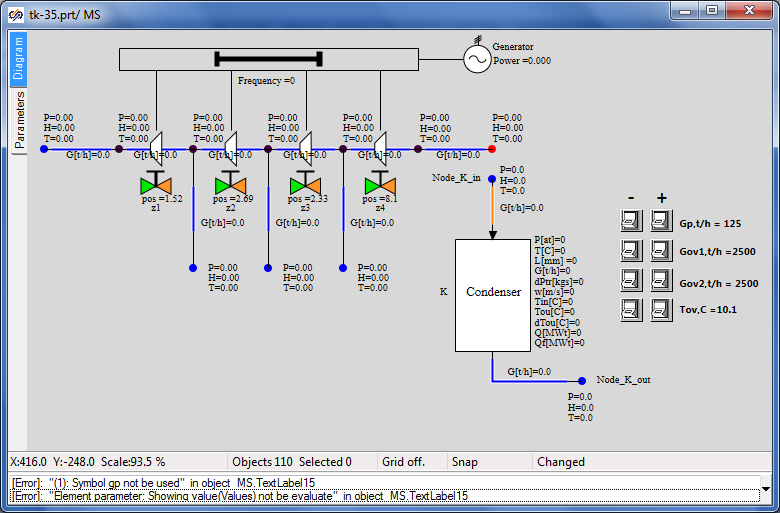 tk-35.prt/ MS
Diagram
Parameters
Generator
Power =0.000
Frequency =0
P=0.00 P=0.00 P=0.00 P=0.00 P=0.00 P=0.00 P=0.00
H=0.00 H=0.00 H=0.00 H=0.00 H=0.00 H=0.00 H=0.00
T=0.00 T=0.00 T=0.00 T=0.00 T=0.00 T=0.00 T=0.00
G[t/h]=0.0 G[t/h]=0.0 G[t/h]=0.0 G[t/h]=0.0 G[t/h]=0.0 G[t/h]=0.0
pos =1.52 pos =2.69 pos =2.33 pos =8.1
z1 z2 z3 z4
G[t/h]=0.0 G[t/h]=0.0 G[t/h]=0.0
P=0.00 P=0.00 P=0.00
H=0.00 H=0.00 H=0.00
T=0.00 T=0.00 T=0.00
Node_K_in
P=0.0
H=0.0
T=0.0
G[t/h]=0.0
K
Condenser
P[at]=0
T[C]=0
L[mm] =0
G[t/h]=0
dPtr[kgs]=0
w[m/s]=0
Tin[C]=0
Tou[C]=0
dTou[C]=0
Q[MWt]=0
Qf[MWt]=0
G[t/h]=0.0
Node_K_out
P=0.0
H=0.0
T=0.0
- +
Gp,t/h = 125
Gov1,t/h =2500
Gov2,t/h = 2500
Tov,C =10.1
X:416.0 Y:-248.0 Scale:93.5 % Objects 110 Selected 0 Grid off. Snap Changed
[Error]: "(1): Symbol gp not be used" in object MS.TextLabel15
[Error]: "Element parameter: Showing value(Values) not be evaluate" in object MS.TextLabel15